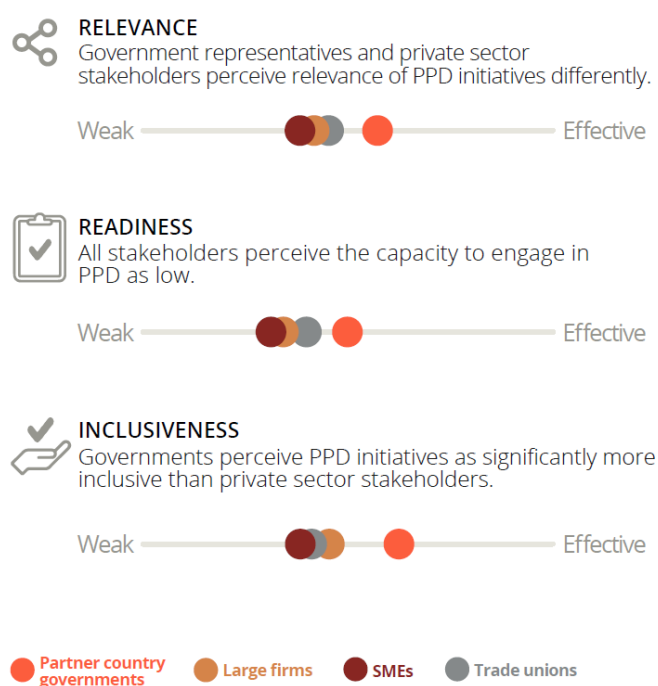 RELEVANCE
Government representatives and private sector
stakeholders perceive relevance of PPD initiatives differently.
Weak
Effective
READINESS
All stakeholders perceive the capacity to engage in
PPD as low.
Weak
Effective
INCLUSIVENESS
Governments perceive PPD initiatives as significantly more
inclusive than private sector stakeholders.
Weak
Effective
Partner country
governments
Large firms
SMEs
Trade unions